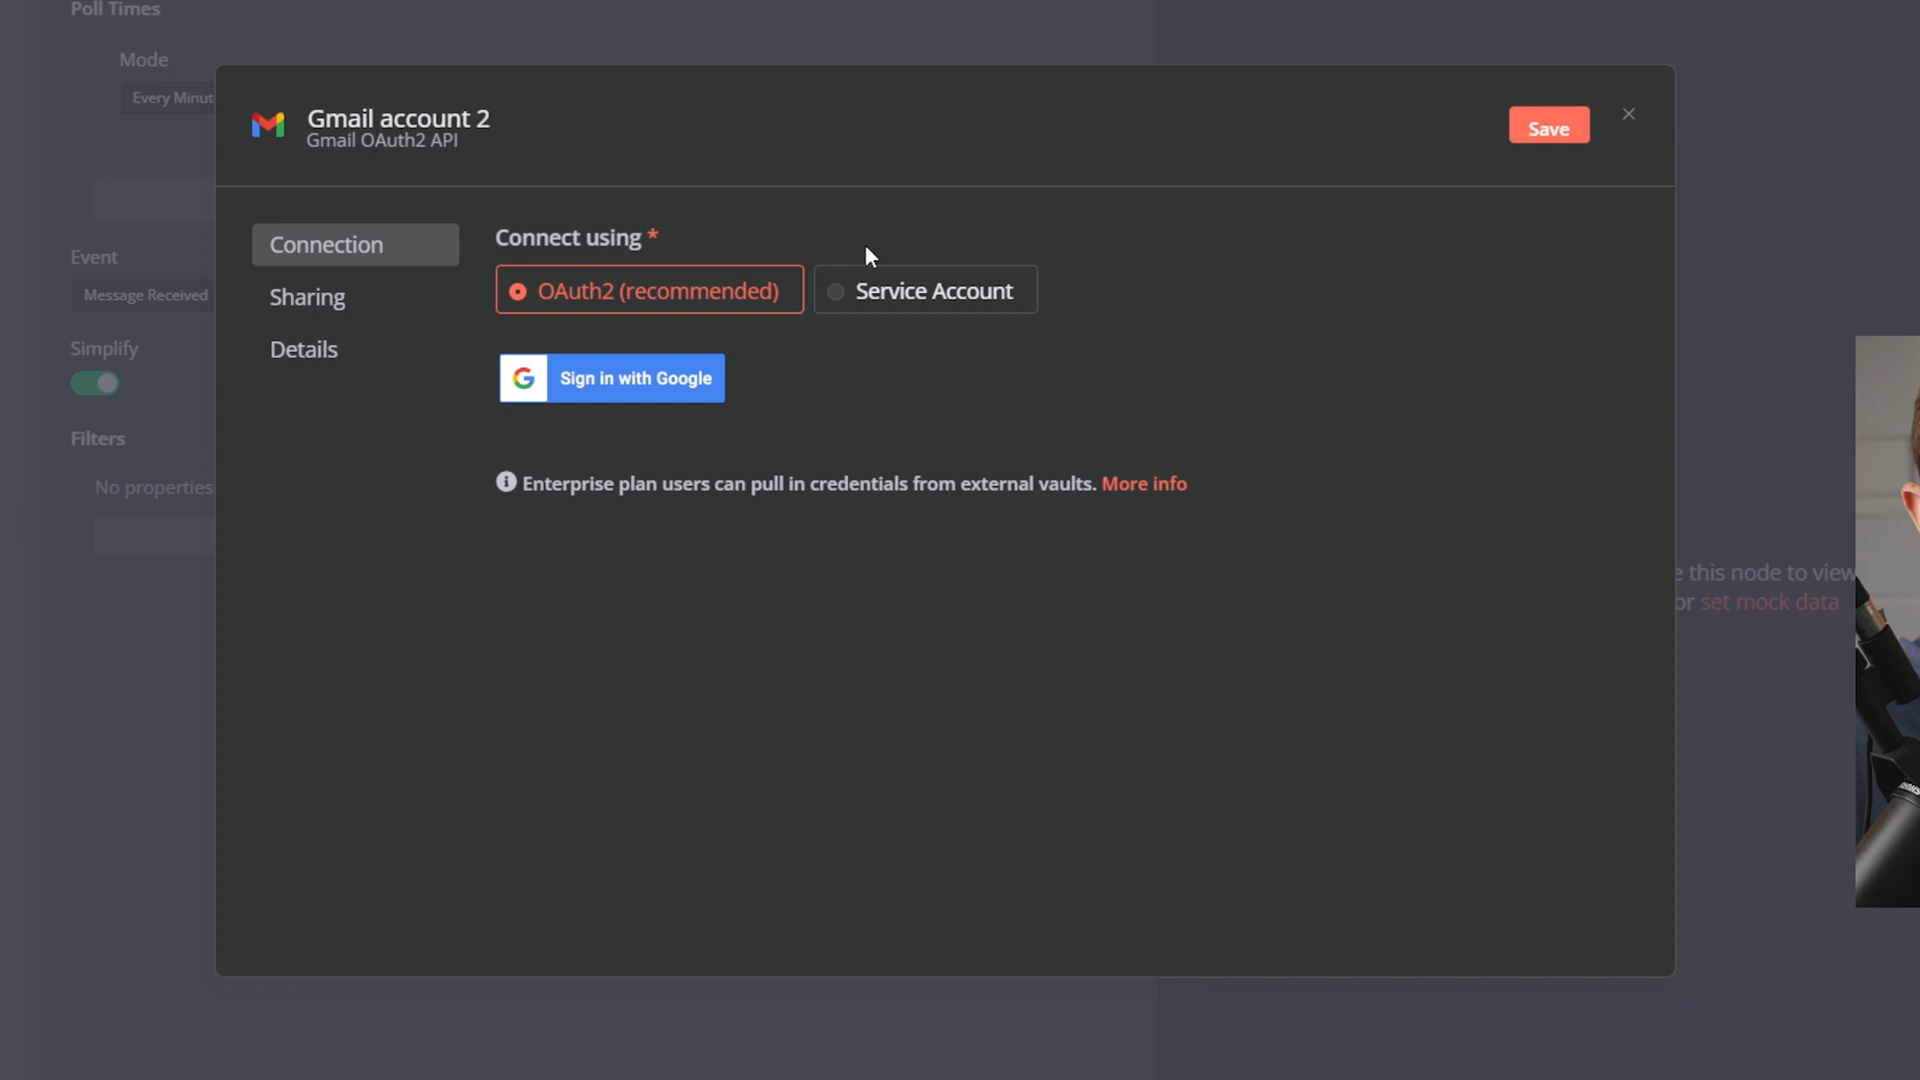 Poll Times
Mode
Every Minut
Gmail account 2
Gmail OAuth2 API
Save
Connection
Sharing
Details
Connect using *
OAuth2 (recommended)
Service Account
Sign in with Google
Enterprise plan users can pull in credentials from external vaults. More info
Event
Message Received
Simplify
Filters
No properties
e this node to view
or set mock data